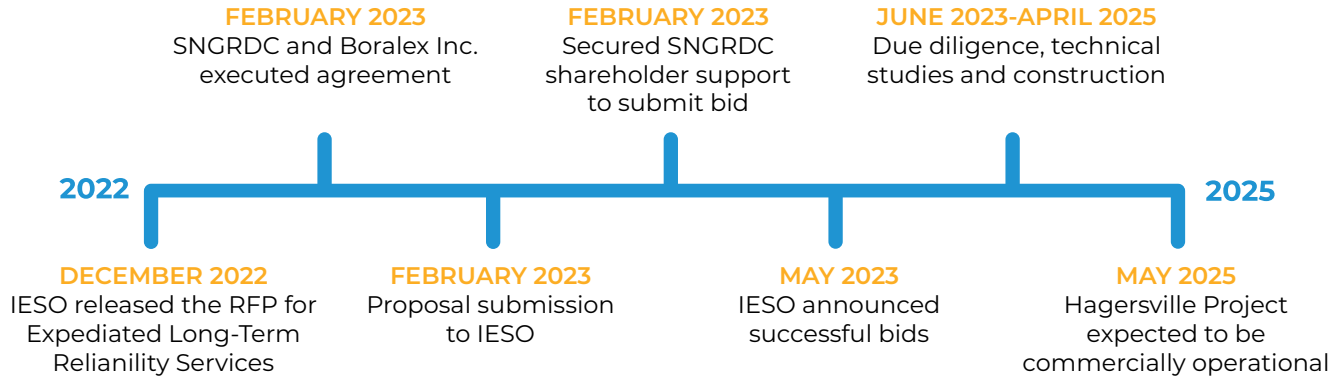 FEBRUARY 2023
SNGRDC and Boralex Inc.
executed agreement
FEBRUARY 2023
Secured SNGRDC
shareholder support
to submit bid
JUNE 2023-APRIL 2025
Due diligence, technical
studies and construction
2022
2025
DECEMBER 2022
IESO released the RFP for
Expediated Long-Term
Relianility Services
FEBRUARY 2023
Proposal submission
to IESO
MAY 2023
IESO announced
successful bids
MAY 2025
Hagersville Project
expected to be
commercially operational